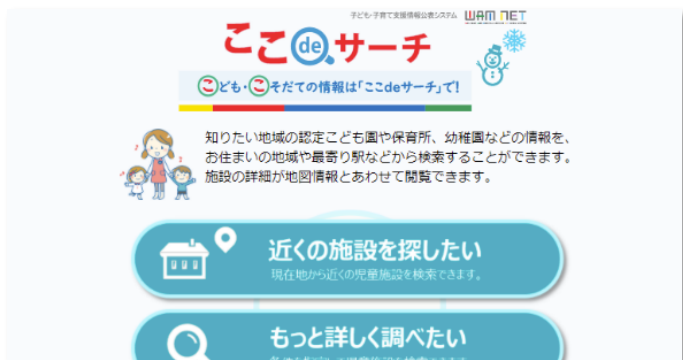 子ども・子育て支援情報公表システム WAM NET
ここdeサーチ
こども・こそだての情報は「ここdeサーチ」で!
知りたい地域の認定こども園や保育所、幼稚園などの情報を、
お住まいの地域や最寄り駅などから検索することができます。
施設の詳細が地図情報とあわせて閲覧できます。
近くの施設を探したい
現在地から近くの児童施設を検索できます。
もっと詳しく調べたい